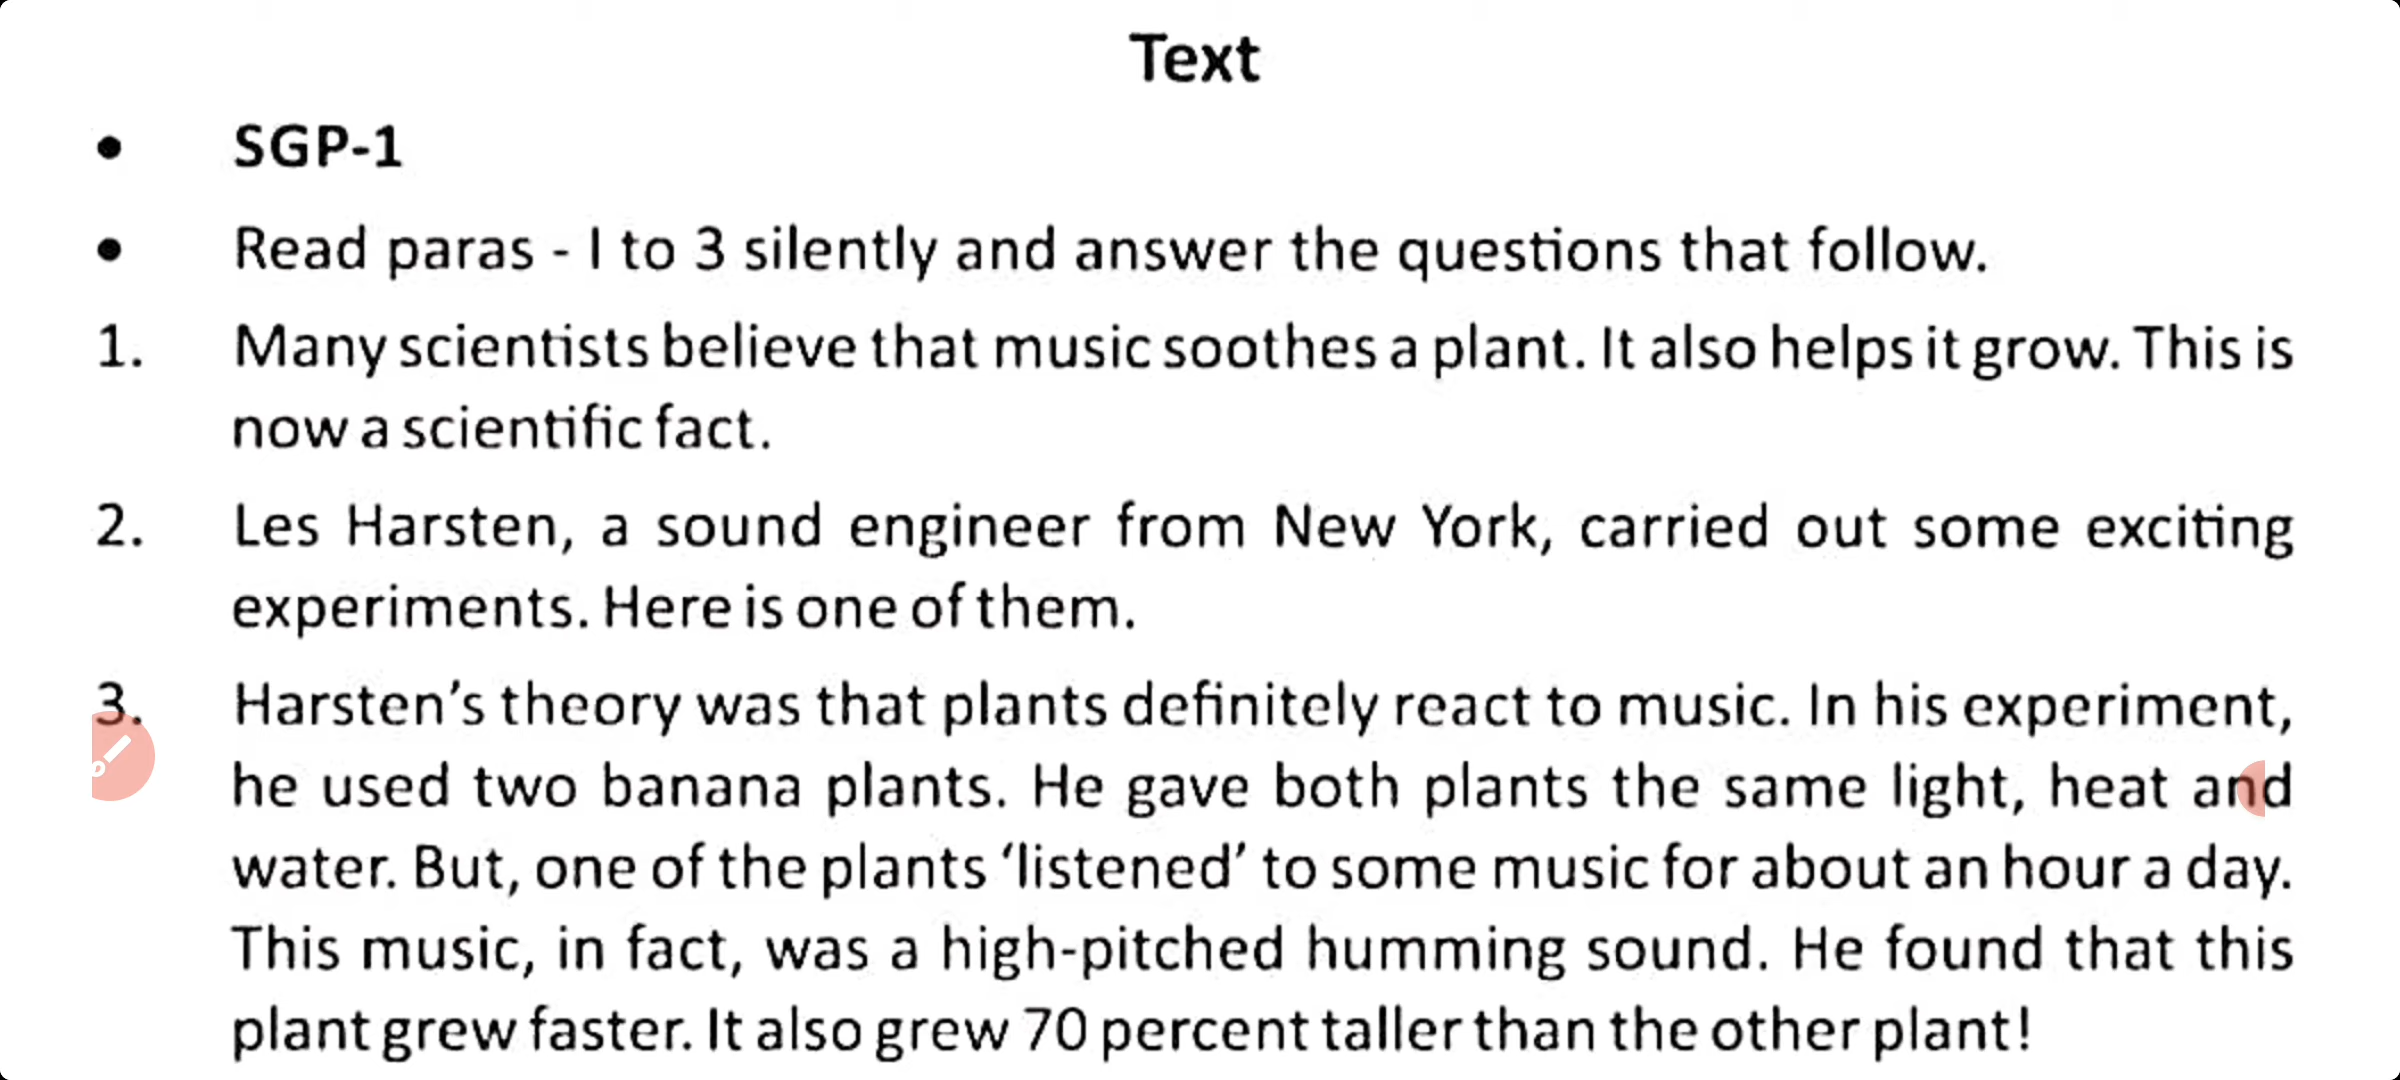 Text
• SGP-1
• Read paras - I to 3 silently and answer the questions that follow.
1. Many scientists believe that music soothes a plant. It also helps it grow. This is
now a scientific fact.
2. Les Harsten, a sound engineer from New York, carried out some exciting
experiments. Here is one of them.
3. Harsten’s theory was that plants definitely react to music. In his experiment,
he used two banana plants. He gave both plants the same light, heat and
water. But, one of the plants ‘listened’ to some music for about an hour a day.
This music, in fact, was a high-pitched humming sound. He found that this
plant grew faster. It also grew 70 percent taller than the other plant!